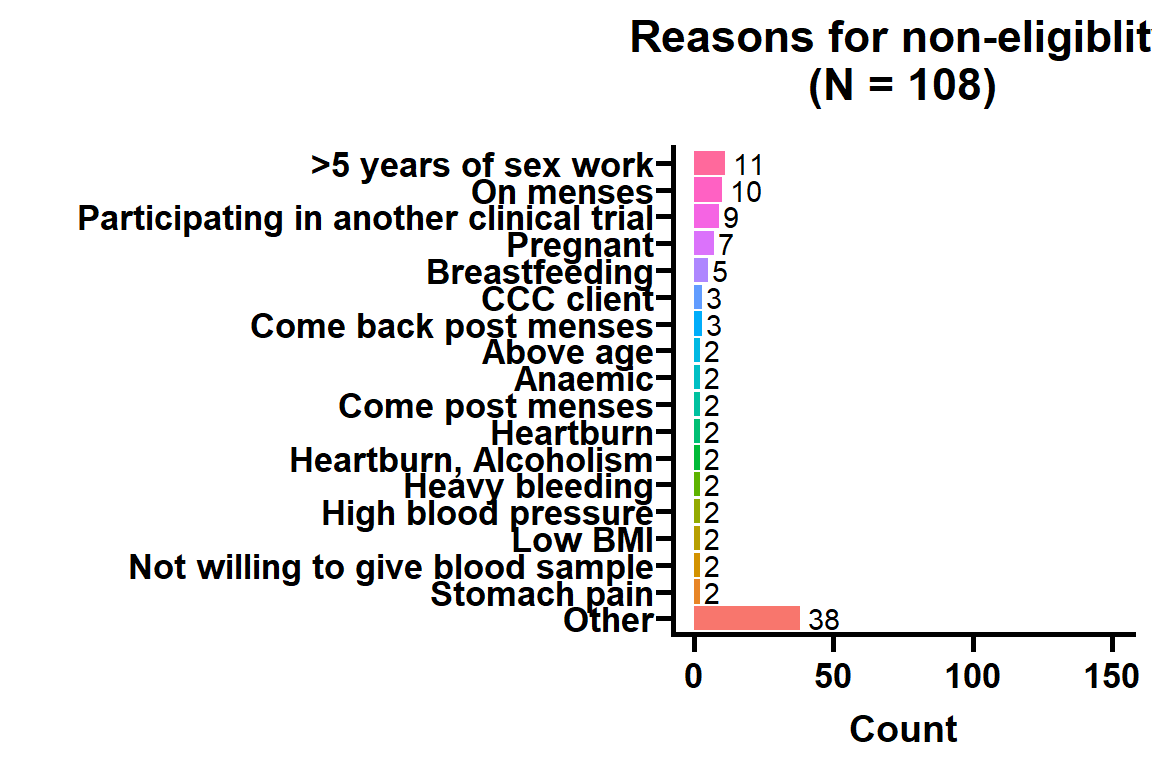 Reasons for non-eligiblit
(N = 108)
>5 years of sex work 11
On menses 10
Participating in another clinical trial 9
Pregnant 7
Breastfeeding 5
CCC client 3
Come back post menses 3
Above age 2
Anaemic 2
Come post menses 2
Heartburn 2
Heartburn, Alcoholism 2
Heavy bleeding 2
High blood pressure 2
Low BMI 2
Not willing to give blood sample 2
Stomach pain 2
Other 38
0 50 100 150
Count